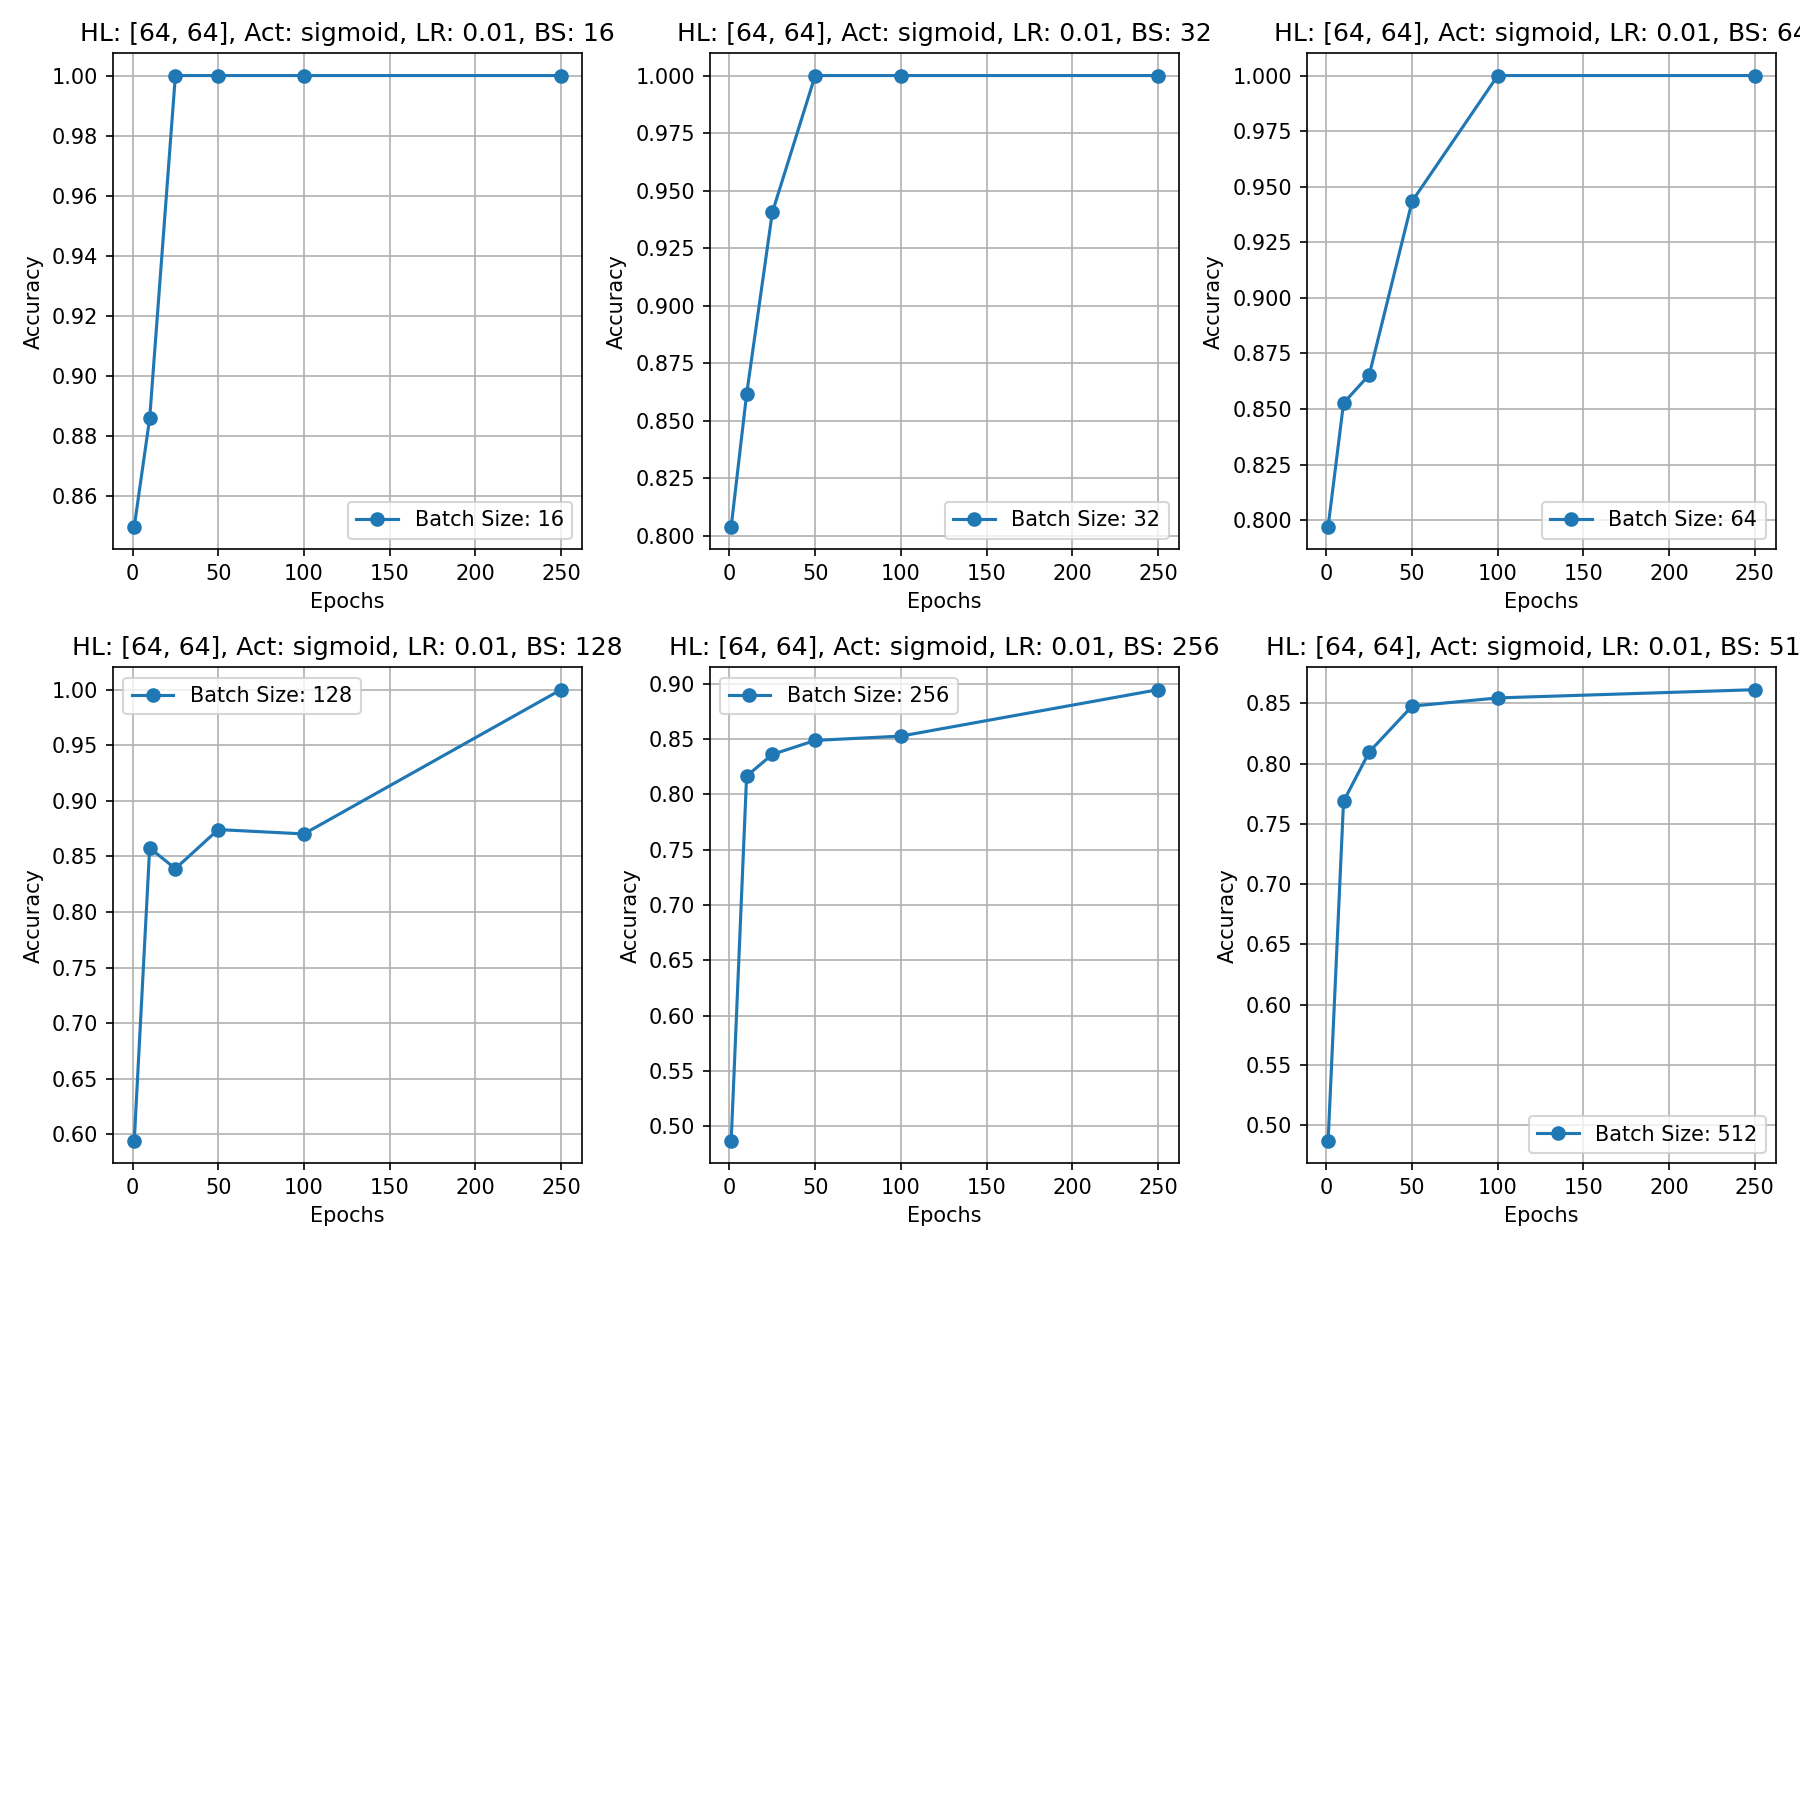 HL: [64, 64], Act: sigmoid, LR: 0.01, BS: 16
1.00
0.98
0.96
0.94
0.92
0.90
0.88
0.86
Accuracy
Batch Size: 16
0 50 100 150 200 250
Epochs
HL: [64, 64], Act: sigmoid, LR: 0.01, BS: 32
1.000
0.975
0.950
0.925
0.900
0.875
0.850
0.825
0.800
Accuracy
Batch Size: 32
0 50 100 150 200 250
Epochs
HL: [64, 64], Act: sigmoid, LR: 0.01, BS: 64
1.000
0.975
0.950
0.925
0.900
0.875
0.850
0.825
0.800
Accuracy
Batch Size: 64
0 50 100 150 200 250
Epochs
HL: [64, 64], Act: sigmoid, LR: 0.01, BS: 128
Batch Size: 128
1.00
0.95
0.90
0.85
0.80
0.75
0.70
0.65
0.60
Accuracy
0 50 100 150 200 250
Epochs
HL: [64, 64], Act: sigmoid, LR: 0.01, BS: 256
Batch Size: 256
0.90
0.85
0.80
0.75
0.70
0.65
0.60
0.55
0.50
Accuracy
0 50 100 150 200 250
Epochs
HL: [64, 64], Act: sigmoid, LR: 0.01, BS: 51
0.85
0.80
0.75
0.70
0.65
0.60
0.55
0.50
Accuracy
Batch Size: 512
0 50 100 150 200 250
Epochs